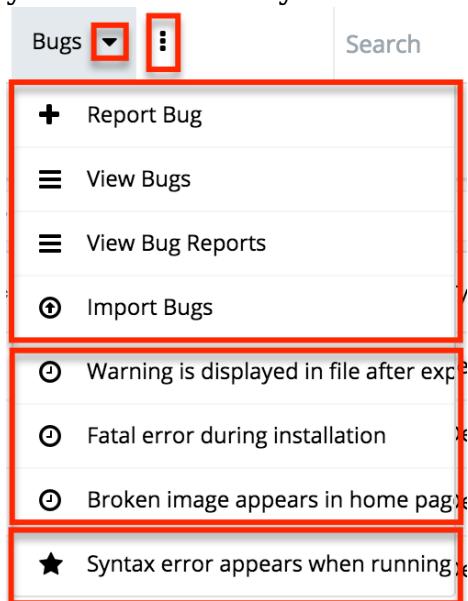 Bugs
Search
Report Bug
View Bugs
View Bug Reports
Import Bugs
Warning is displayed in file after exp
Fatal error during installation
Broken image appears in home pag
Syntax error appears when running